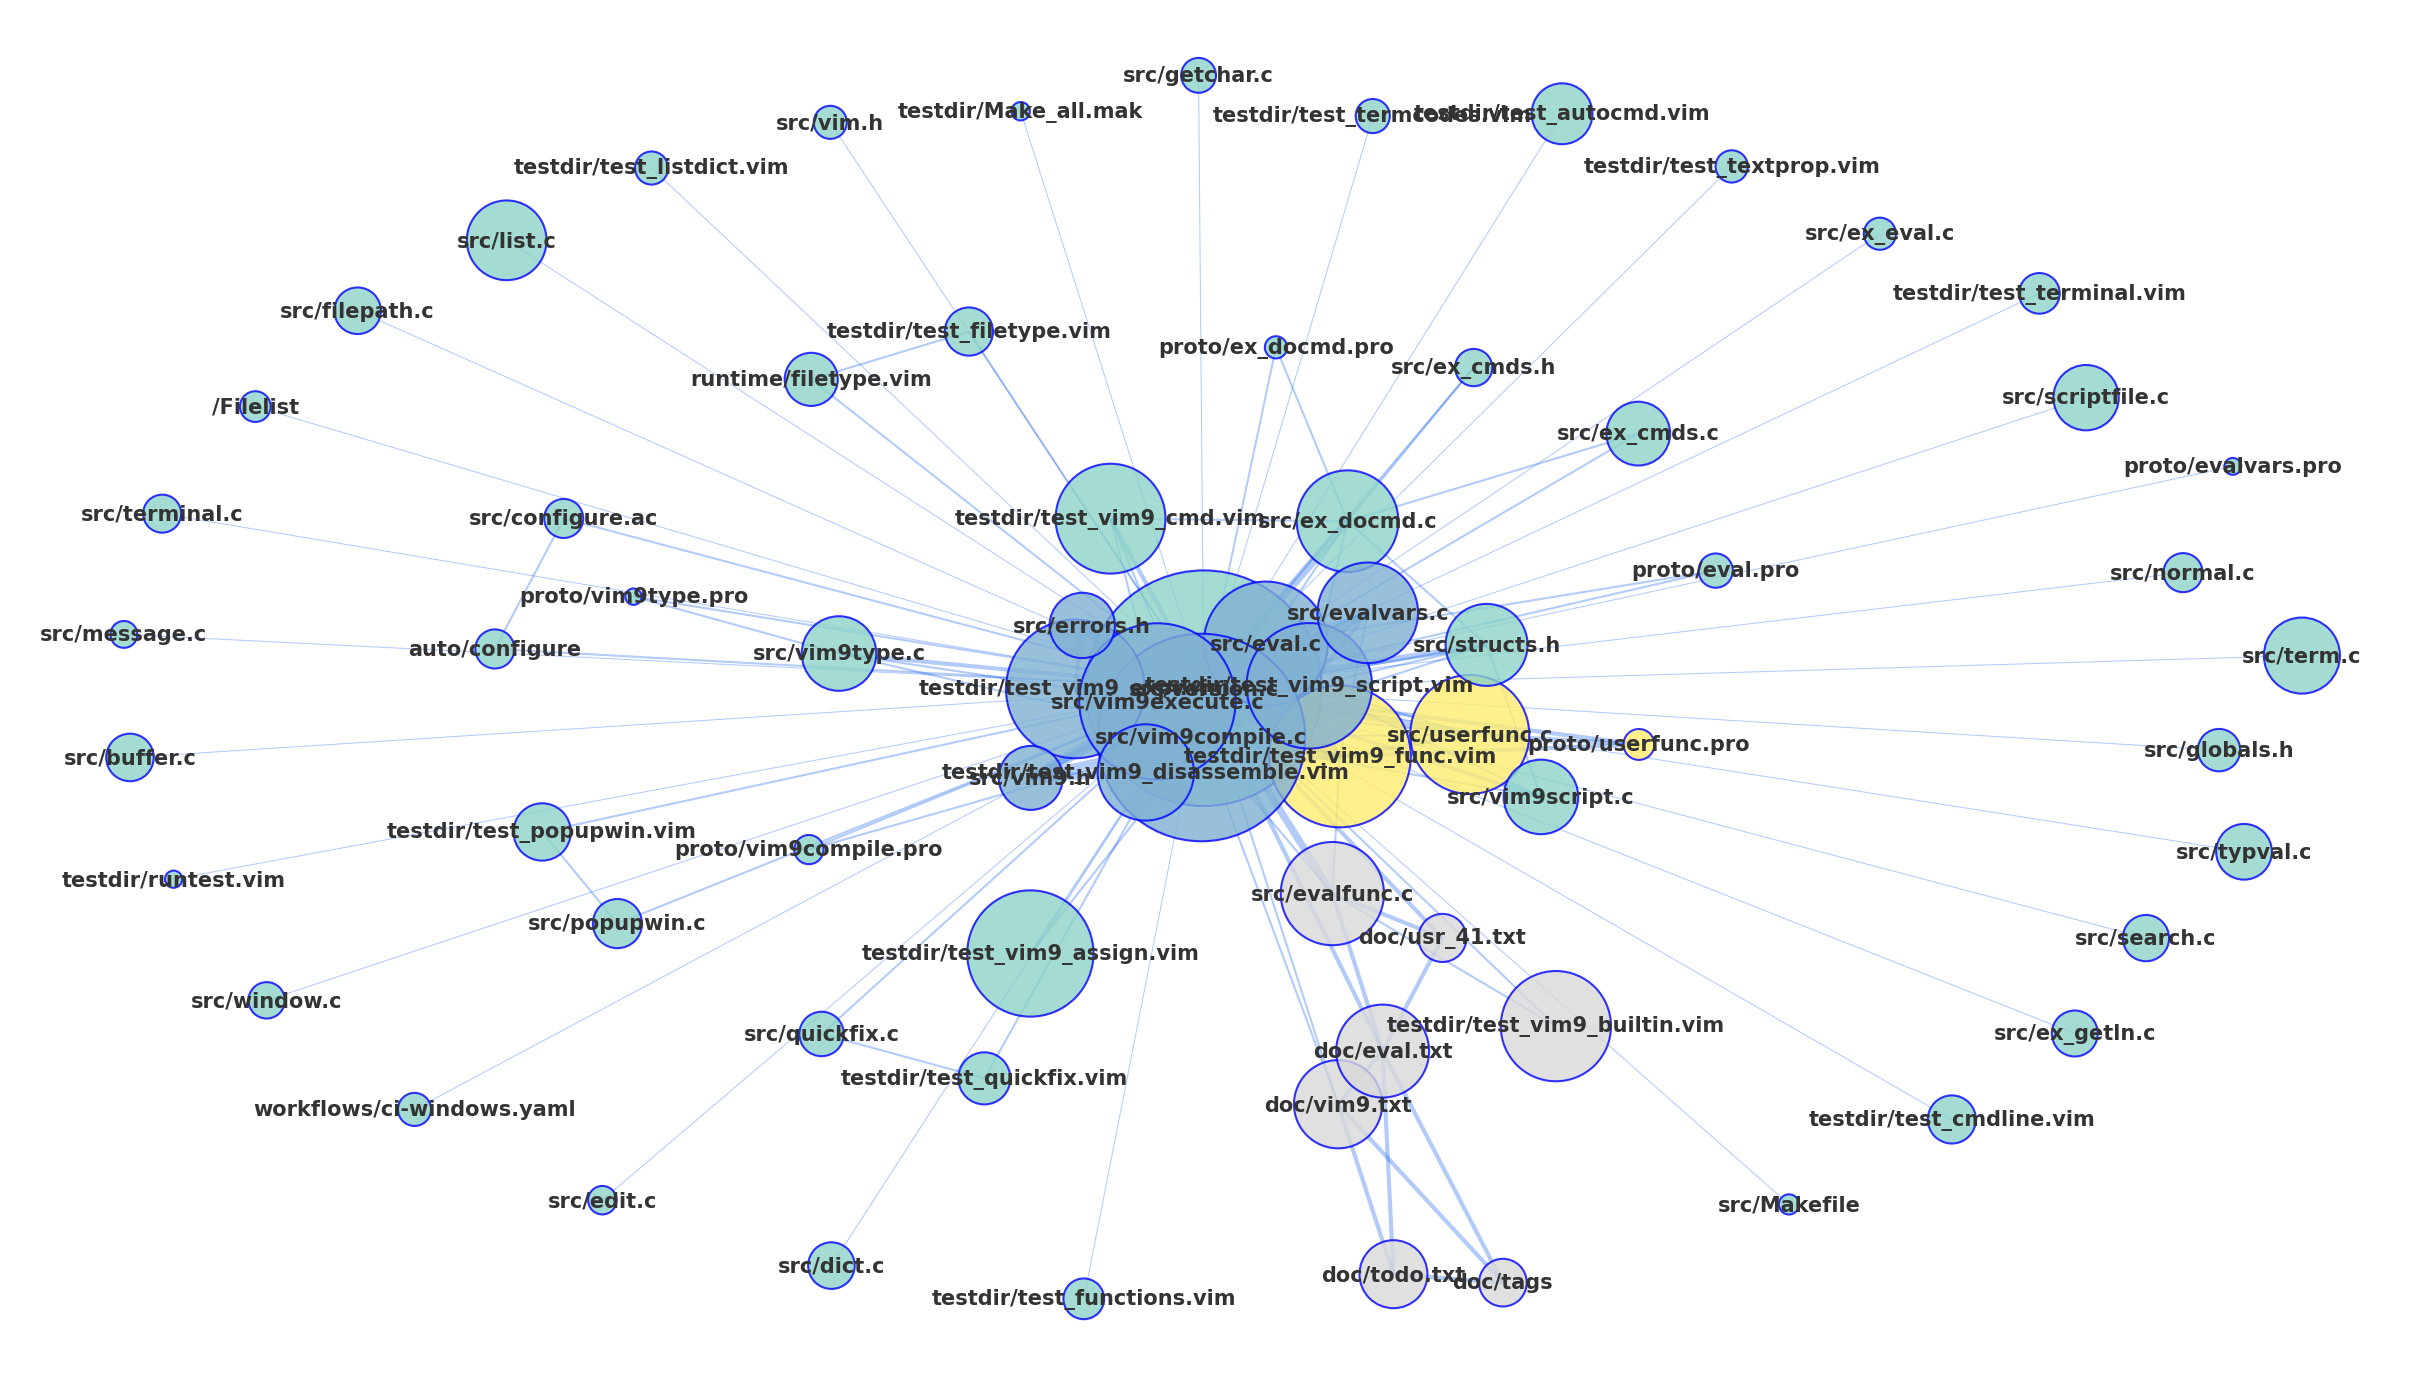 src/getchar.c
testdir/Make_all.mak
src/vim.h
testdir/test_termcodes.vim
testdir/test_autocmd.vim
testdir/test_listdict.vim
testdir/test_textprop.vim
src/list.c
src/ex_eval.c
testdir/test_terminal.vim
src/filepath.c
testdir/test_filetype.vim
proto/ex_docmd.pro
src/ex_cmds.h
runtime/filetype.vim
src/scriptfile.c
/Filelist
src/ex_cmds.c
proto/evalvars.pro
src/terminal.c
src/configure.ac
testdir/test_vim9_cmd.vim
src/ex_docmd.c
proto/eval.pro
src/normal.c
proto/vim9type.pro
src/evalvars.c
src/errors.h
src/message.c
auto/configure
src/vim9type.c
src/eval.c
src/structs.h
src/term.c
testdir/test_vim9_script.vim
src/version.c
src/vim9execute.c
src/userfunc.c
proto/userfunc.pro
src/vim9compile.c
src/globals.h
src/buffer.c
testdir/test_vim9_func.vim
testdir/test_vim9_disassemble.vim
src/vim9.h
src/vim9script.c
testdir/test_popupwin.vim
proto/vim9compile.pro
src/typval.c
testdir/runtest.vim
src/evalfunc.c
src/popupwin.c
doc/usr_41.txt
src/search.c
testdir/test_vim9_assign.vim
src/window.c
testdir/test_vim9_builtin.vim
src/quickfix.c
src/ex_getln.c
doc/eval.txt
testdir/test_quickfix.vim
doc/vim9.txt
workflows/ci-windows.yaml
testdir/test_cmdline.vim
src/edit.c
src/Makefile
src/dict.c
doc/todo.txt
doc/tags
testdir/test_functions.vim